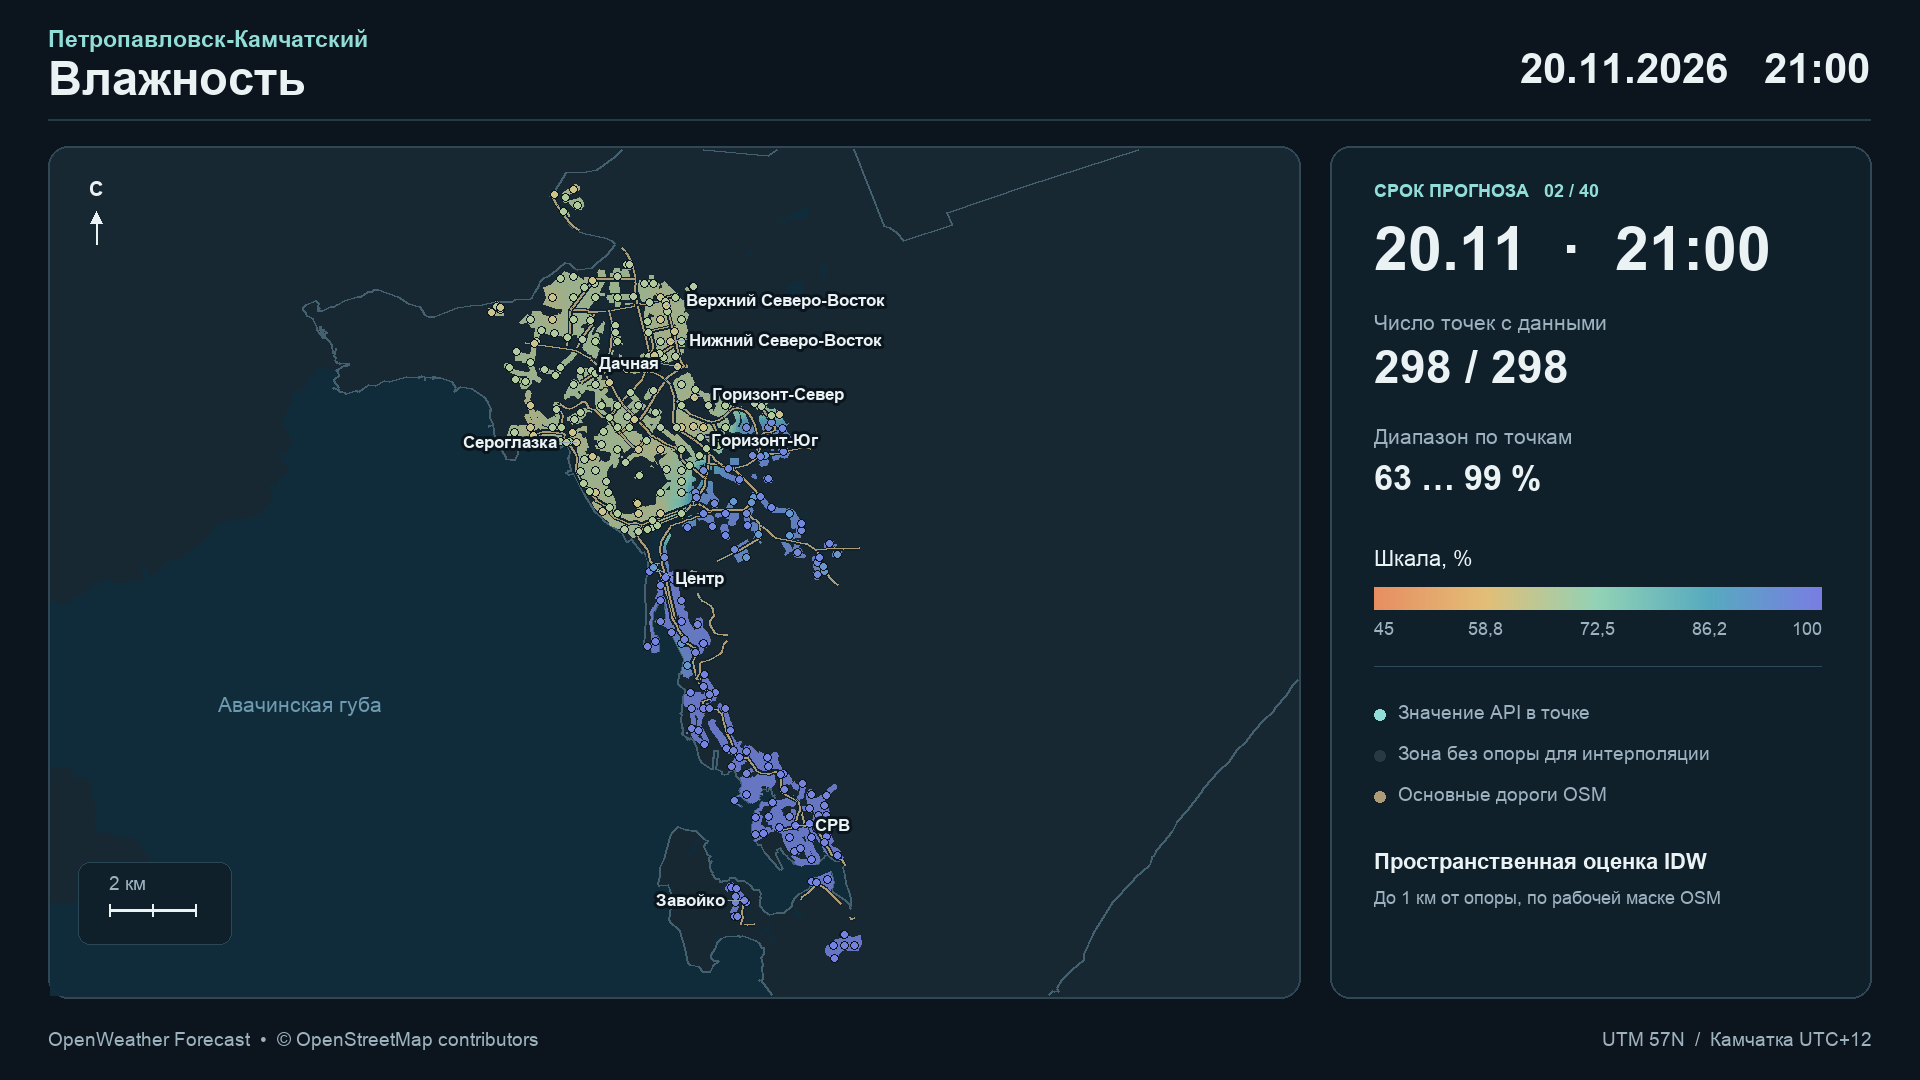 Петропавловск-Камчатский
Влажность
20.11.2026 21:00
С
Верхний Северо-Восток
Нижний Северо-Восток
Дачная
Горизонт-Север
Горизонт-Юг
Сероглазка
Центр
Авачинская губа
СРВ
Завойко
2 км
СРОК ПРОГНОЗА 02 / 40
20.11 · 21:00
Число точек с данными
298 / 298
Диапазон по точкам
63 ... 99 %
Шкала, %
45 58,8 72,5 86,2 100
Значение API в точке
Зона без опоры для интерполяции
Основные дороги OSM
Пространственная оценка IDW
До 1 км от опоры, по рабочей маске OSM
OpenWeather Forecast • © OpenStreetMap contributors
UTM 57N / Камчатка UTC+12